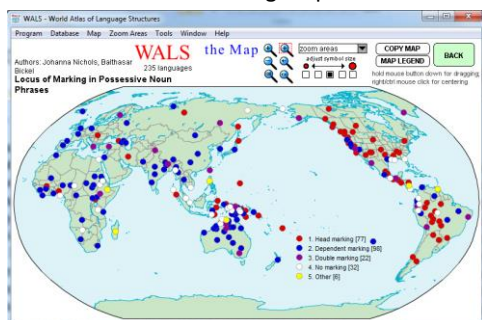 WALS - World Atlas of Language Structures
Program Database Map Zoom Areas Tools Window Help
WALS the Map
235 languages
Authors: Johanna Nichols, Balthasar
Bickel
Locus of Marking in Possessive Noun
Phrases
zoom areas
adjust symbol size
COPY MAP
MAP LEGEND
BACK
hold mouse button down for dragging,
right/ctrl mouse click for centering
1. Head marking [77]
2. Dependent marking [98]
3. Double marking [22]
4. No marking [32]
5. Other [6]